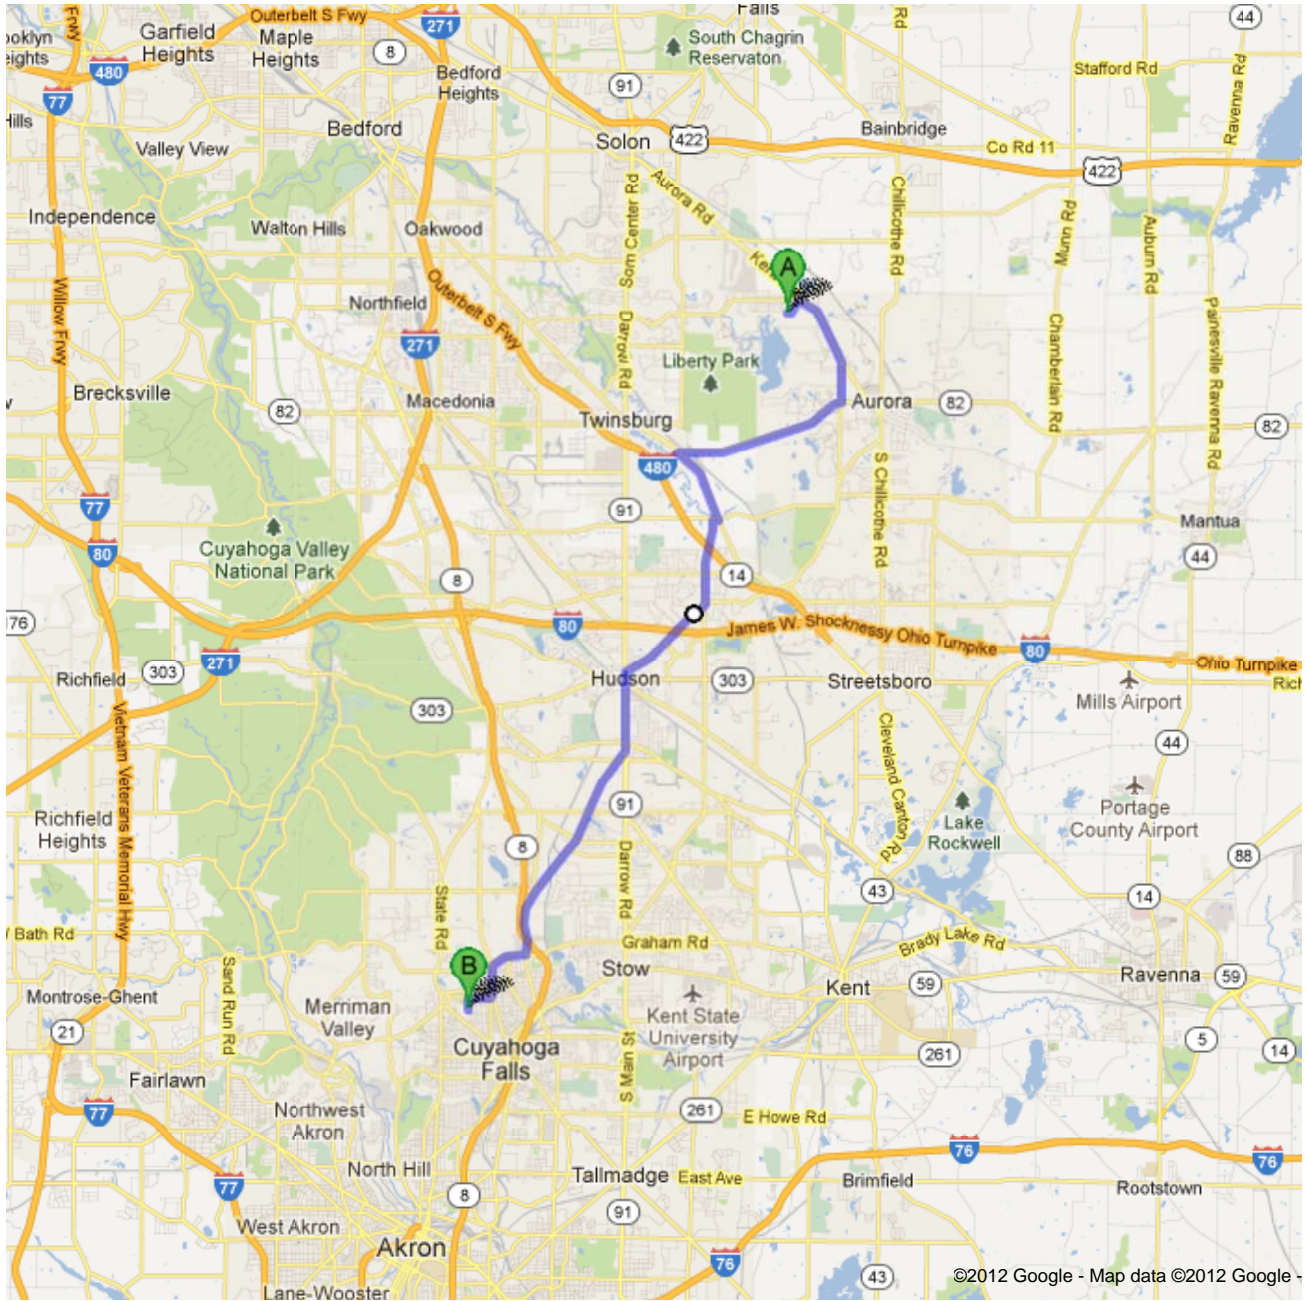 Falls
Outerbelt S Fwy
271
44
Garfield
Heights
Maple
Heights
8
South Chagrin
Reservaton
Rd
Ravenna Rd
Stafford Rd
480
77
Bedford
Heights
91
Bedford
Solon
422
Bainbridge
Co Rd 11
422
Valley View
Aurora Rd
Chillicothe Rd
Independence
Walton Hills
Oakwood
Som Center Rd
Munn Rd
Auburn Rd
A
Willow Frwy
Northfield
Outerbelt S Fwy
271
Darrow Rd
Liberty Park
Chamberlain Rd
Painesville Ravenna Rd
Brecksville
82
Macedonia
Twinsburg
Aurora
82
82
480
S Chillicothe Rd
77
91
Mantua
80
Cuyahoga Valley
National Park
8
14
44
80
James W. Shocknessy Ohio Turnpike
80
Ohio Turnpike
271
Richfield
303
Hudson
303
Streetsboro
Mills Airport
303
Vietnam Veterans Memorial Hwy
Cleveland Canton Rd
44
Richfield
Heights
91
Lake
Rockwell
Portage
County Airport
8
88
State Rd
Darrow Rd
43
14
Bath Rd
Graham Rd
Brady Lake Rd
B
Stow
Ravenna
59
Montrose-Ghent
Sand Run Rd
Merriman
Valley
Kent
59
21
Kent State
University
Airport
Cuyahoga
Falls
S Main St
261
5
14
Fairlawn
77
Northwest
Akron
261
E Howe Rd
North Hill
Tallmadge
East Ave
76
76
Brimfield
Rootstown
77
8
91
West Akron
Akron
76
43
Lane-Wooster
©2012 Google - Map data ©2012 Google -